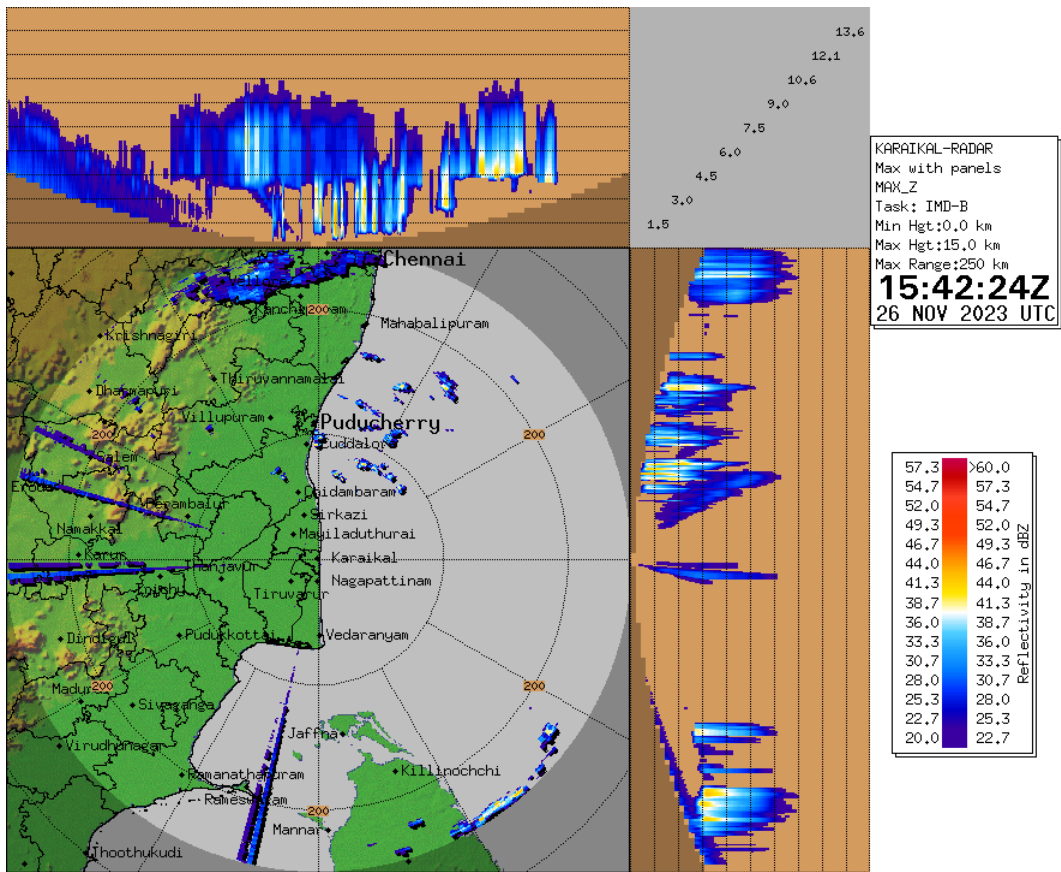 13.6
12.1
10.6
9.0
7.5
6.0
4.5
3.0
1.5
KARAIKAL-RADAR
Max with panels
MAX_Z
Task: IMD-B
Min Hgt:0.0 km
Max Hgt:15.0 km
Max Range:250 km
15:42:24Z
26 NOV 2023 UTC
Chennai
200
Mahabalipuram
Krishnagiri
Thiruvannamalai
Dharmapuri
Villupuram
Puducherry
200
Cuddalor
200
Salem
Chidambaram
Perambalur
Sirkazi
Namakkal
Mayiladuthurai
Karur
Karaikal
Thanjavur
Nagapattinam
Tiruvarur
Dindigul
Pudukkottai
Vedaranyam
200
200
Sivaganga
Jaffna
Virudhunagar
Killinochchi
Ramanathapuram
Rameswaram
200
Mannar
Thoothukudi
57.3 >60.0
54.7 57.3
52.0 54.7
49.3 52.0
46.7 49.3
44.0 46.7
41.3 44.0
38.7 41.3
36.0 38.7
33.3 36.0
30.7 33.3
28.0 30.7
25.3 28.0
22.7 25.3
20.0 22.7
Reflectivity in dBZ